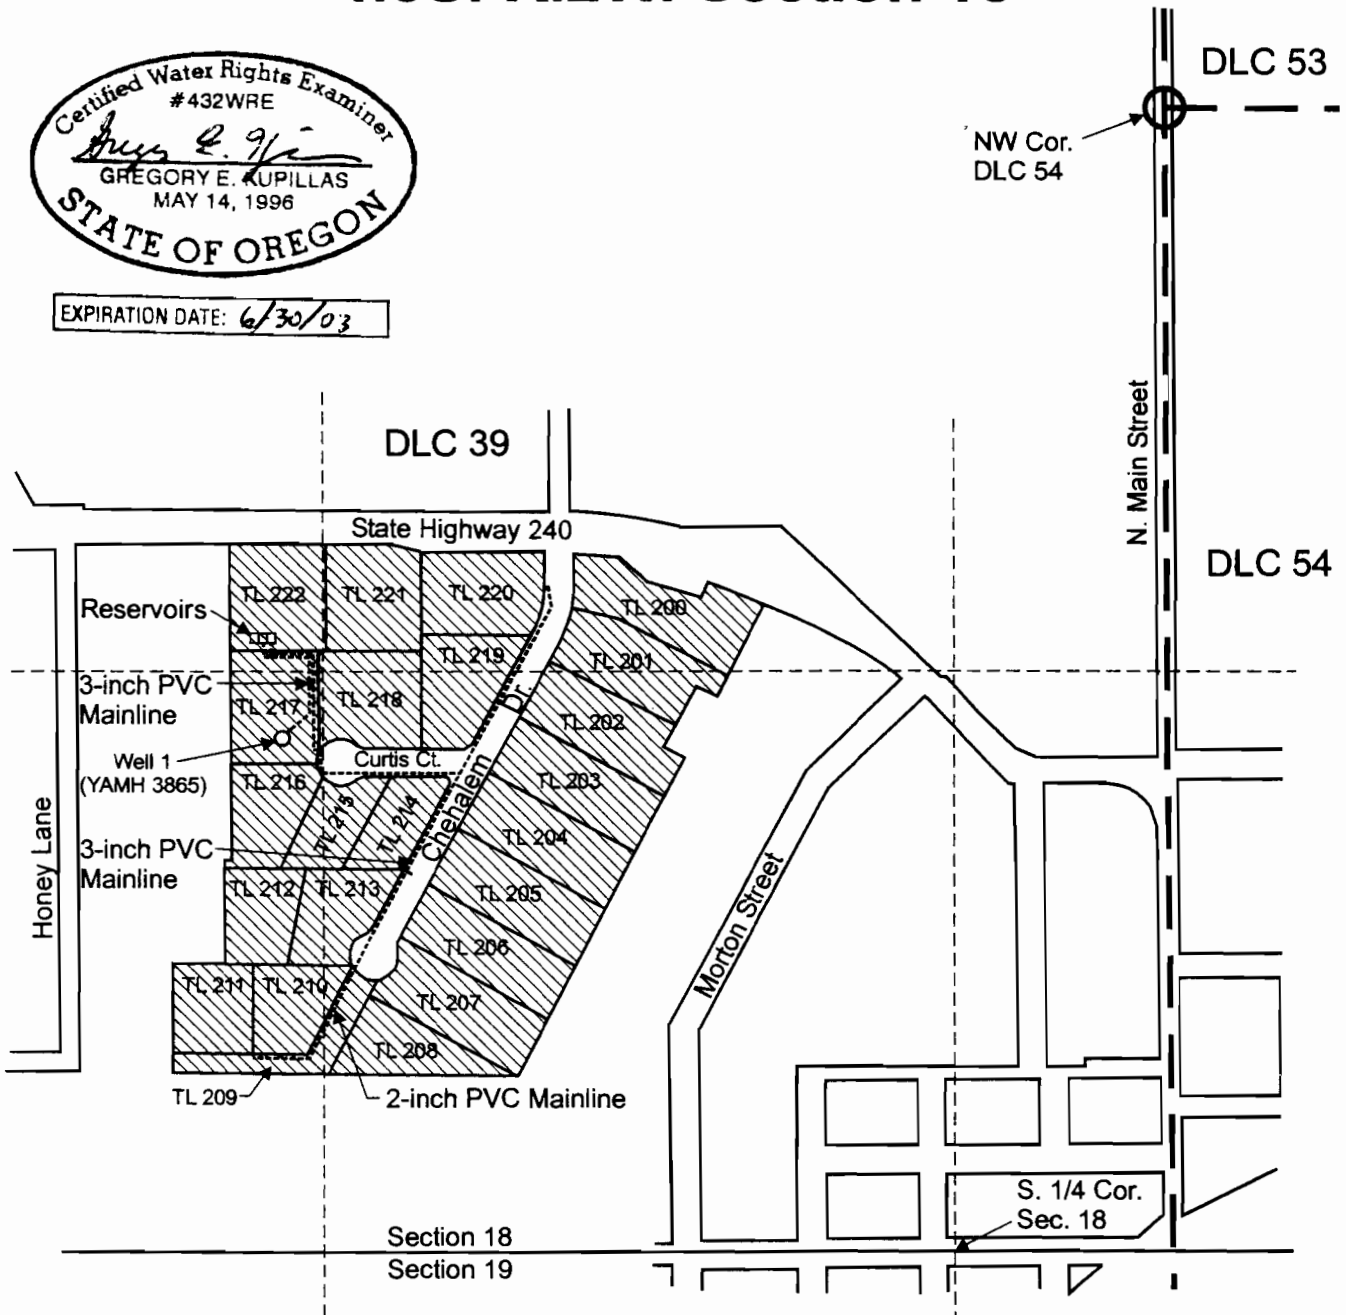 DLC 53
Certified Water Rights Examiner
#432WRE
GREGORY E. KUPILLAS
MAY 14, 1996
STATE OF OREGON
NW Cor.
DLC 54
EXPIRATION DATE: 6/30/03
N. Main Street
DLC 39
State Highway 240
DLC 54
TL 222
TL 221
TL 220
TL 200
Reservoirs
TL 219
TL 201
3-inch PVC
Mainline
TL 217
TL 218
Dr.
TL 202
Well 1
(YAMH 3865)
Curtis Ct.
TL 216
TL 203
TL 215
TL 214
Chehalem
TL 204
3-inch PVC
Mainline
Honey Lane
TL 212
TL 213
TL 205
Morton Street
TL 206
TL 211
TL 210
TL 207
TL 208
TL 209
2-inch PVC Mainline
S. 1/4 Cor.
Sec. 18
Section 18
Section 19